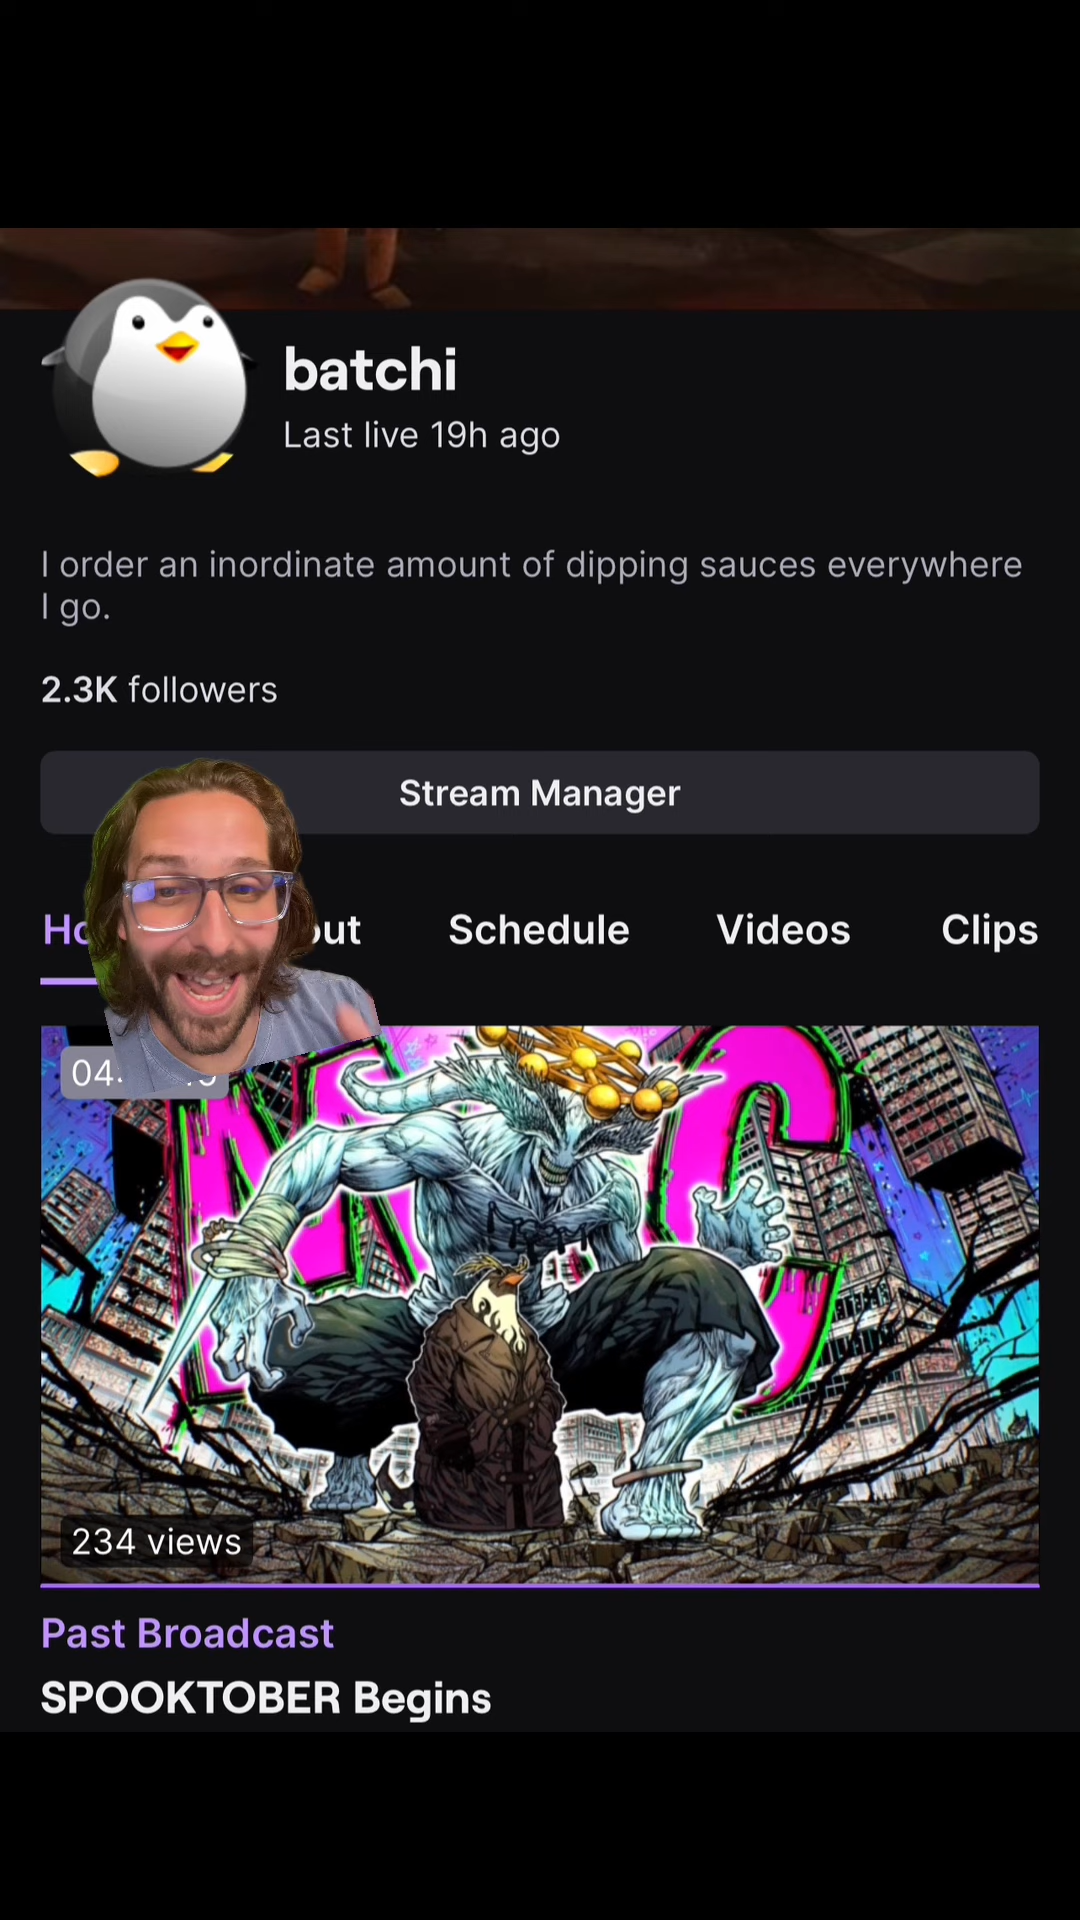 batchi
Last live 19h ago
I order an inordinate amount of dipping sauces everywhere
I go.
2.3K followers
Stream Manager
Schedule Videos Clips
234 views
Past Broadcast
SPOOKTOBER Begins